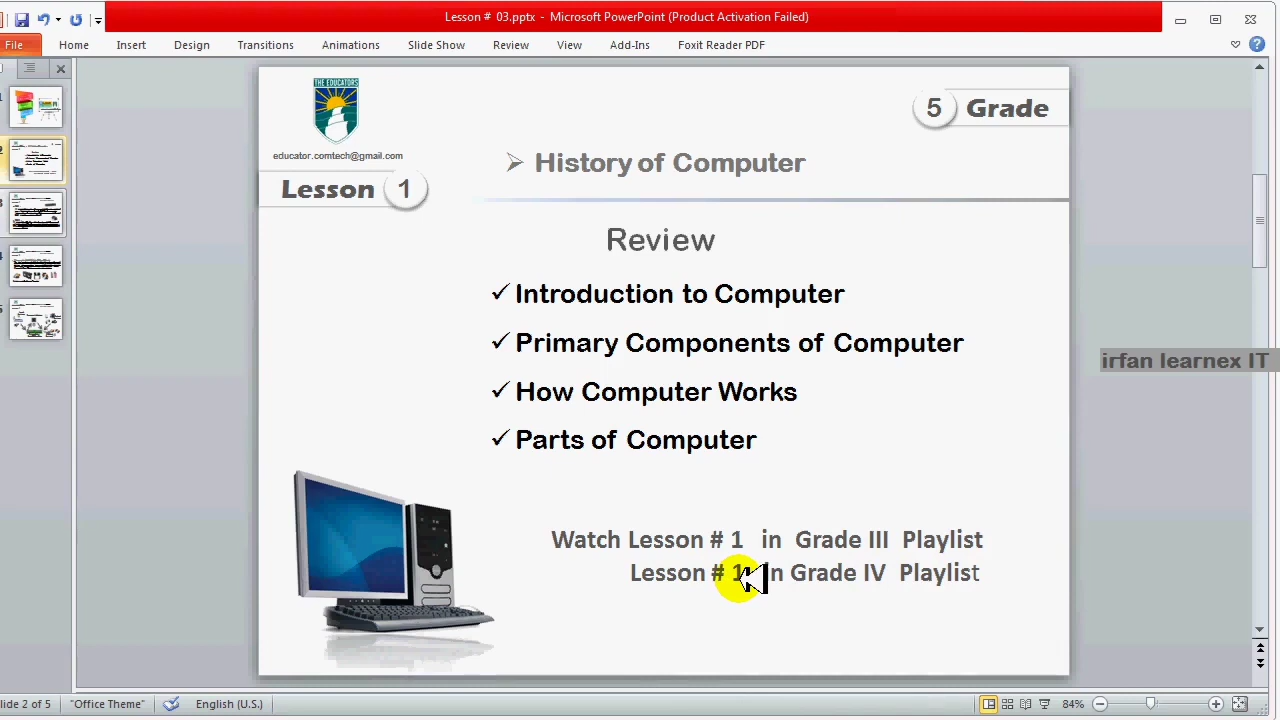 Lesson # 03.pptx - Microsoft PowerPoint (Product Activation Failed)
File Home Insert Design Transitions Animations Slide Show Review View Add-Ins Foxit Reader PDF
THE EDUCATORS
educator.comtech@gmail.com
5 Grade
History of Computer
Lesson 1
Review
Introduction to Computer
Primary Components of Computer
How Computer Works
Parts of Computer
irfan learnex IT
Watch Lesson # 1 in Grade III Playlist
Lesson # 1 in Grade IV Playlist
lide 2 of 5 "Office Theme" English (U.S.) 84%